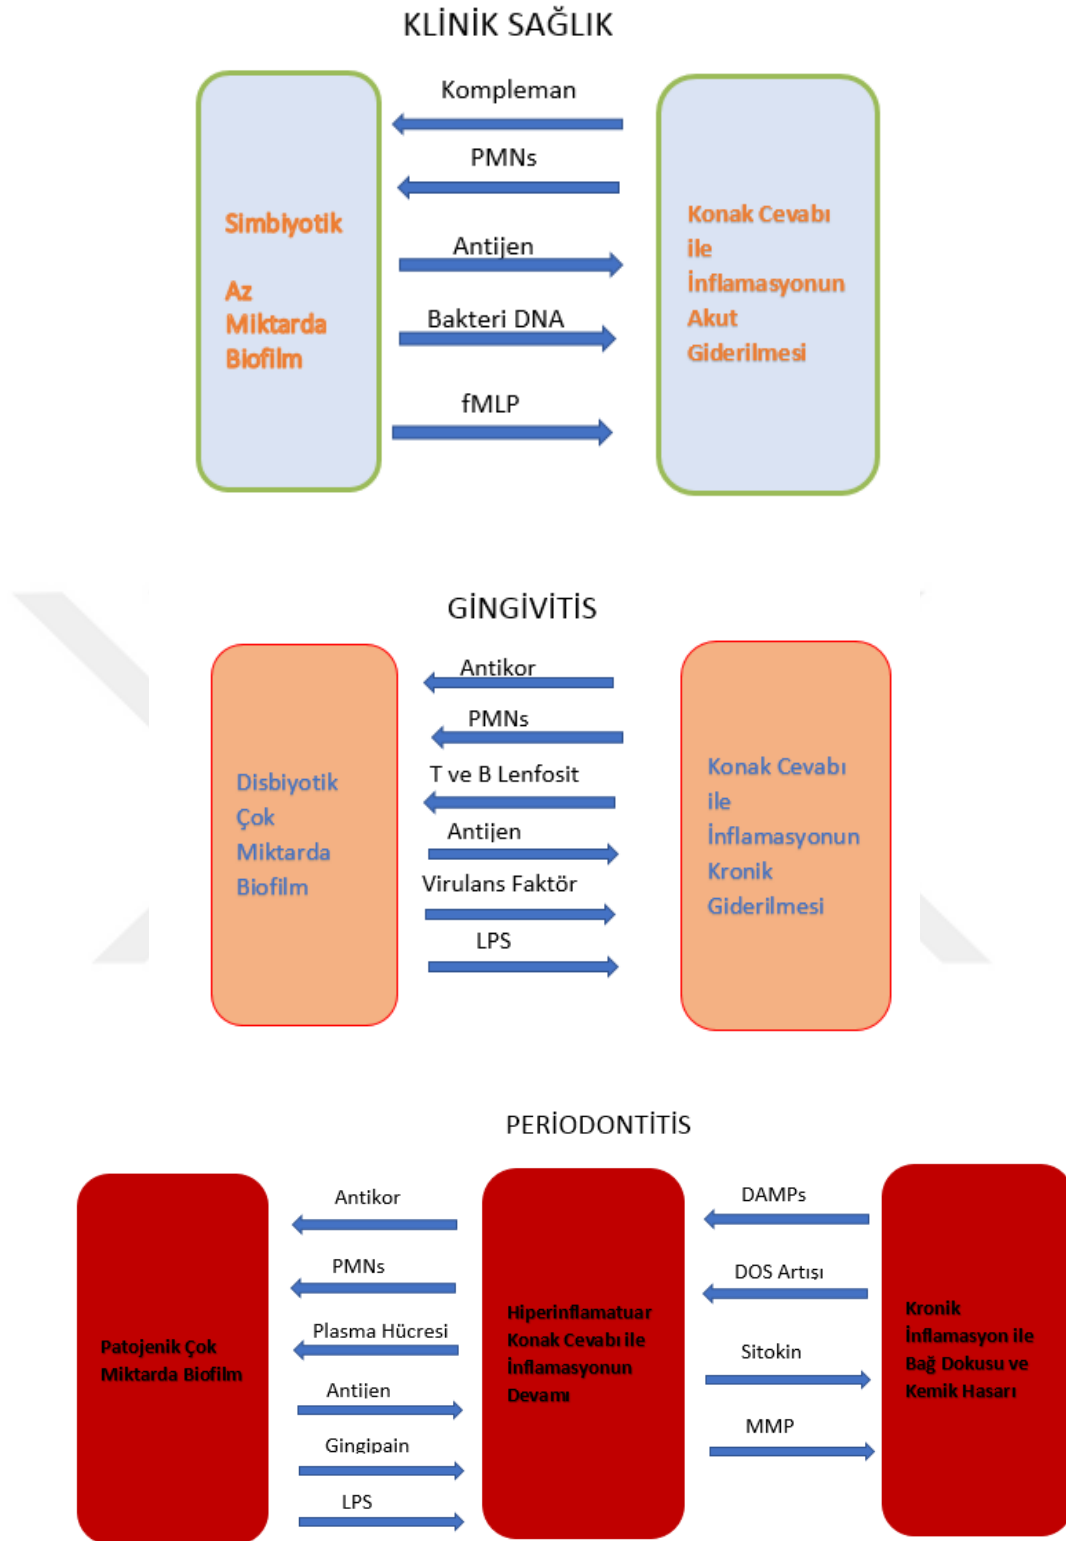 KLİNİK SAĞLIK
Kompleman
PMNs
Antijen
Bakteri DNA
fMLP
Simbiyotik
Az
Miktarda
Biofilm
Konak Cevabı
ile
İnflamasyonun
Akut
Giderilmesi
GİNGİVİTİS
Antikor
PMNs
T ve B Lenfosit
Antijen
Virulans Faktör
LPS
Disbiyotik
Çok
Miktarda
Biofilm
Konak Cevabı
ile
İnflamasyonun
Kronik
Giderilmesi
PERİODONTİTİS
Patojenik Çok
Miktarda Biofilm
Antikor
PMNs
Plasma Hücresi
Antijen
Gingipain
LPS
Hiperinflamatuar
Konak Cevabı ile
İnflamasyonun
Devamı
DAMPs
DOS Artışı
Sitokin
MMP
Kronik
İnflamasyon ile
Bağ Dokusu ve
Kemik Hasarı